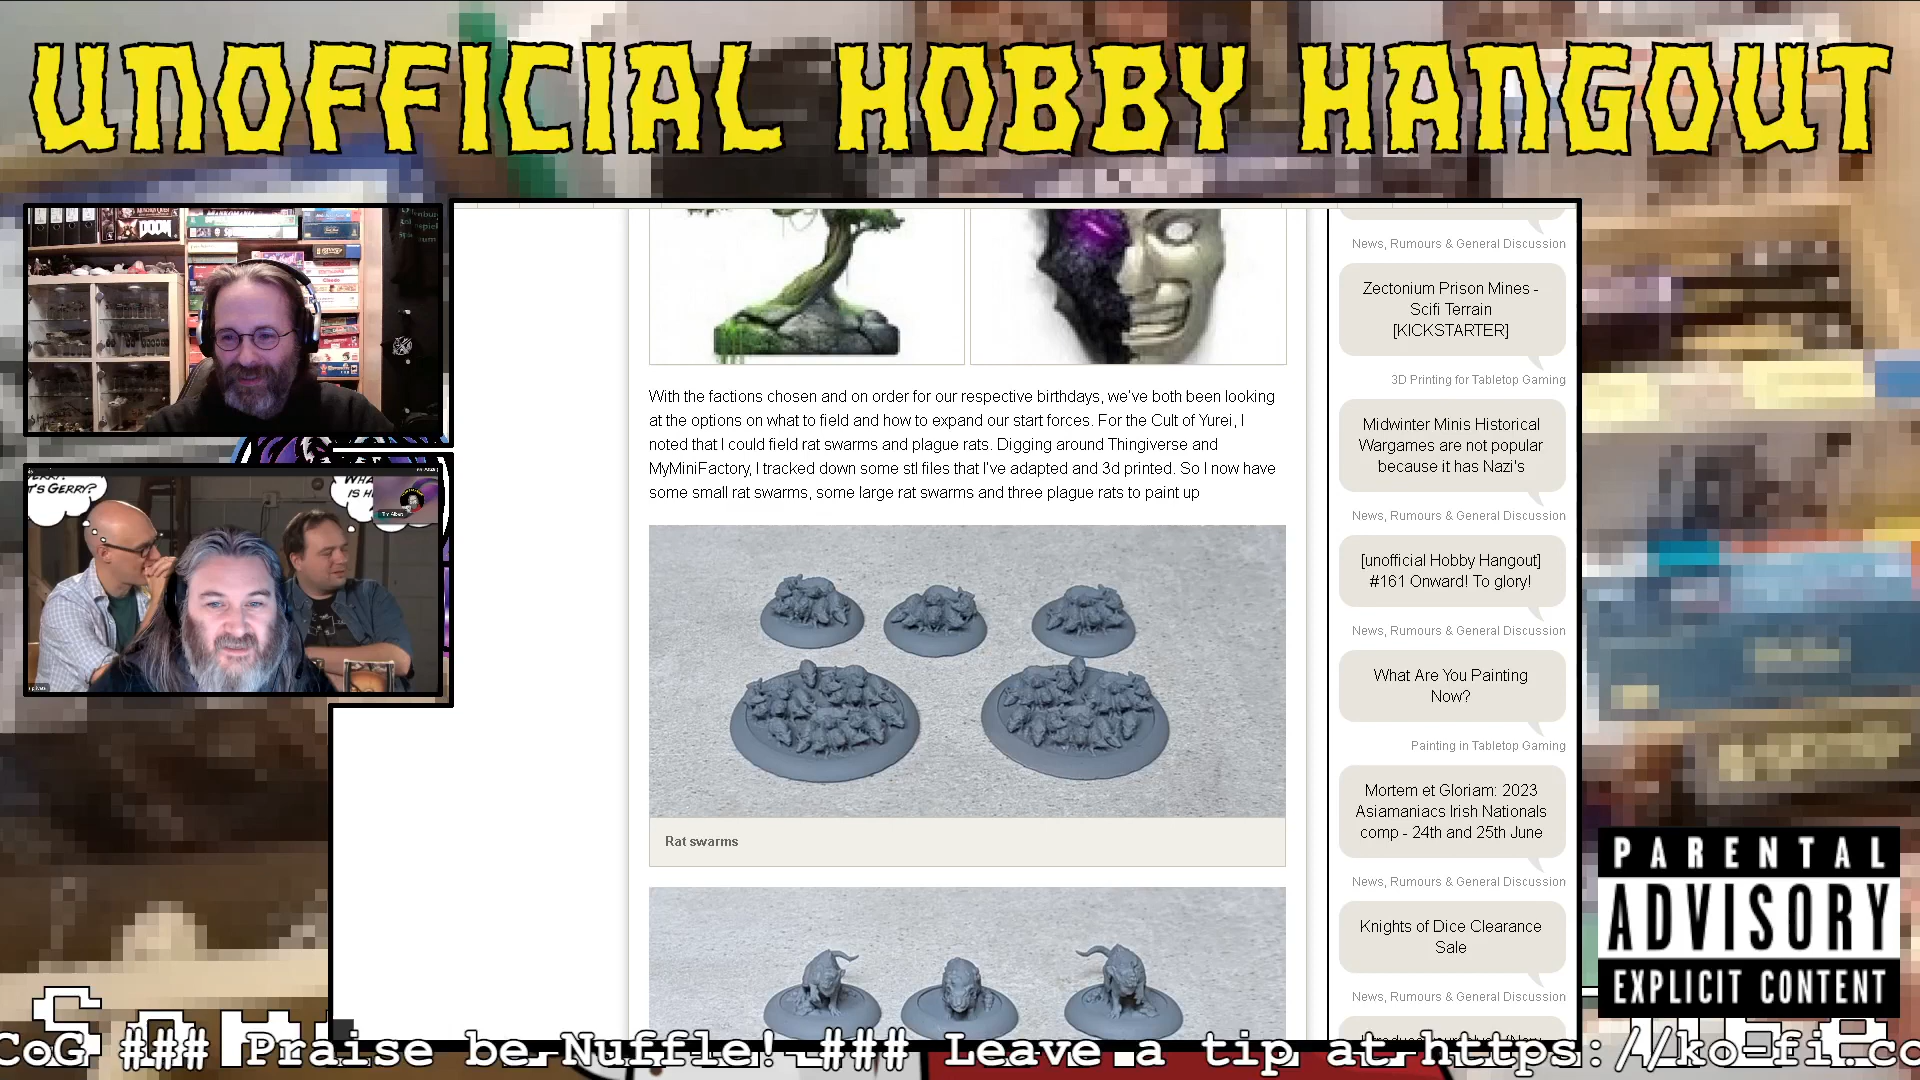 UNOFFICIAL HOBBY HANGOUT
DOOM
T'S GERRY?
WHA
IS H
Tim Albert
With the factions chosen and on order for our respective birthdays, we've both been looking
at the options on what to field and how to expand our start forces. For the Cult of Yurei, I
noted that I could field rat swarms and plague rats. Digging around Thingiverse and
MyMiniFactory, I tracked down some stl files that I've adapted and 3d printed. So I now have
some small rat swarms, some large rat swarms and three plague rats to paint up
Rat swarms
News, Rumours & General Discussion
Zectonium Prison Mines -
Scifi Terrain
[KICKSTARTER]
3D Printing for Tabletop Gaming
Midwinter Minis Historical
Wargames are not popular
because it has Nazi's
News, Rumours & General Discussion
[unofficial Hobby Hangout]
#161 Onward! To glory!
News, Rumours & General Discussion
What Are You Painting
Now?
Painting in Tabletop Gaming
Mortem et Gloriam: 2023
Asiamaniacs Irish Nationals
comp - 24th and 25th June
News, Rumours & General Discussion
Knights of Dice Clearance
Sale
News, Rumours & General Discussion
PARENTAL
ADVISORY
EXPLICIT CONTENT
CoG ### Praise be Nuffle! ### Leave a tip at https://ko-fi.co